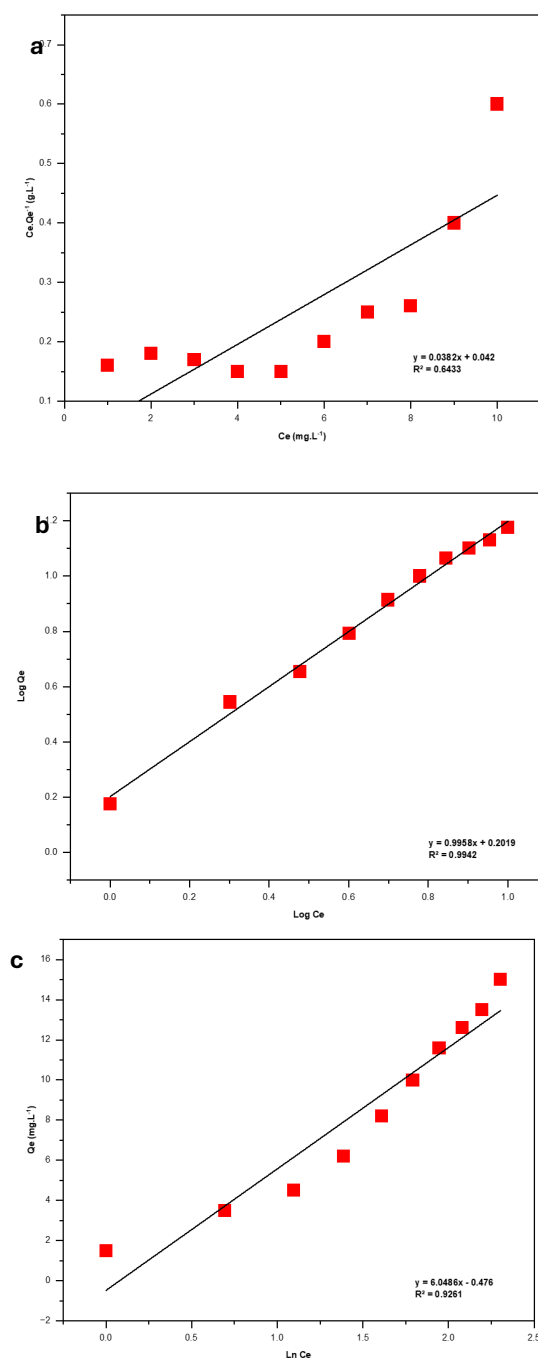 a
0.7
0.6
0.5
0.4
0.3
0.2
0.1
0 2 4 6 8 10
Ce.Qe⁻¹ (g.L⁻¹)
Ce (mg.L⁻¹)
y = 0.0382x + 0.042
R² = 0.6433
b
1.2
1.0
0.8
0.6
0.4
0.2
0.0
0.0 0.2 0.4 0.6 0.8 1.0
Log Qe
Log Ce
y = 0.9958x + 0.2019
R² = 0.9942
c
16
14
12
10
8
6
4
2
0
−2
0.0 0.5 1.0 1.5 2.0 2.5
Qe (mg.L⁻¹)
Ln Ce
y = 6.0486x - 0.476
R² = 0.9261